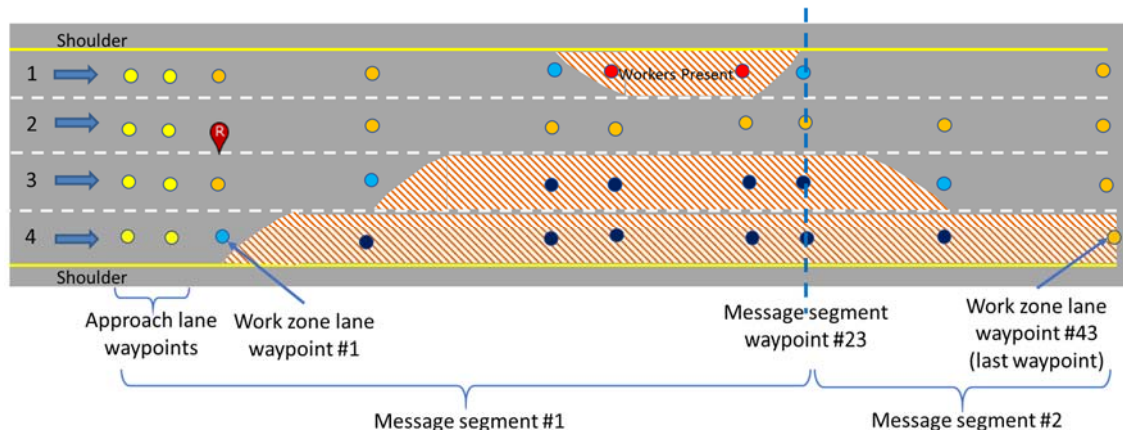 Shoulder
1
Workers Present
2
R
3
4
Shoulder
Approach lane
waypoints
Work zone lane
waypoint #1
Message segment
waypoint #23
Work zone lane
waypoint #43
(last waypoint)
Message segment #1
Message segment #2